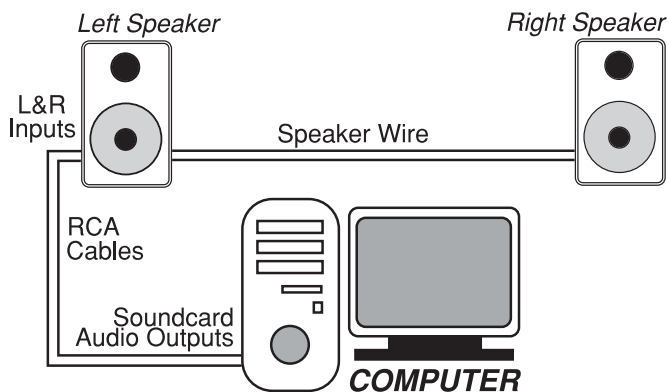 Left Speaker
Right Speaker
L&R
Inputs
Speaker Wire
RCA
Cables
Soundcard
Audio Outputs
COMPUTER